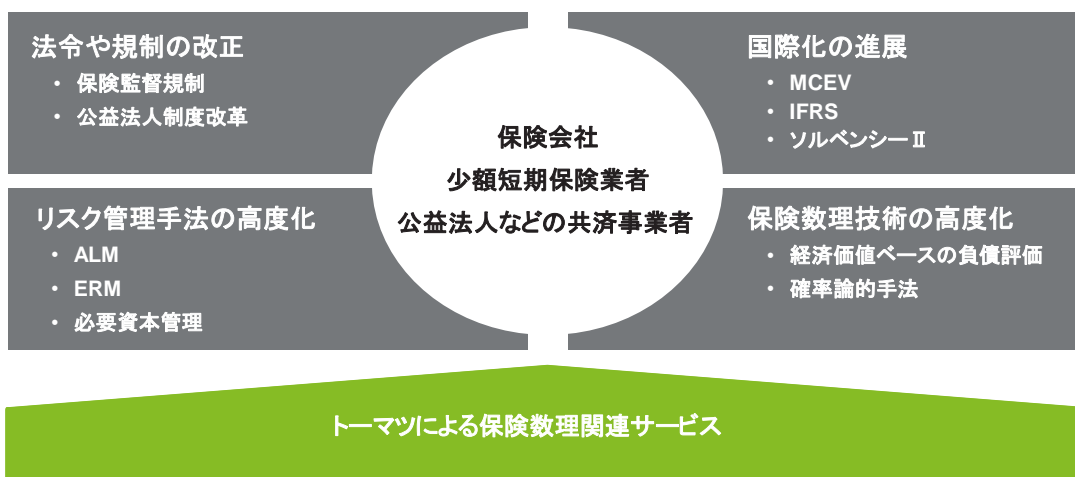 法令や規制の改正
・ 保険監督規制
・ 公益法人制度改革
国際化の進展
・ MCEV
・ IFRS
・ ソルベンシーⅡ
保険会社
少額短期保険業者
公益法人などの共済事業者
リスク管理手法の高度化
・ ALM
・ ERM
・ 必要資本管理
保険数理技術の高度化
・ 経済価値ベースの負債評価
・ 確率論的手法
トーマツによる保険数理関連サービス